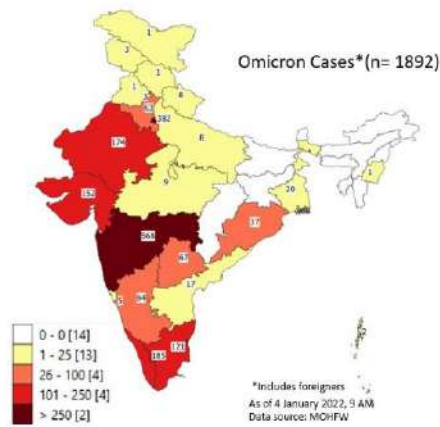 1
3
1
1
8
Omicron Cases*(n= 1892)
63
382
8
174
152
9
20
1
37
568
67
17
5
64
121
185
0 - 0 [14]
1 - 25 [13]
26 - 100 [4]
101 - 250 [4]
> 250 [2]
*Includes foreigners
As of 4 January 2022, 9 AM
Data source: MOHFW